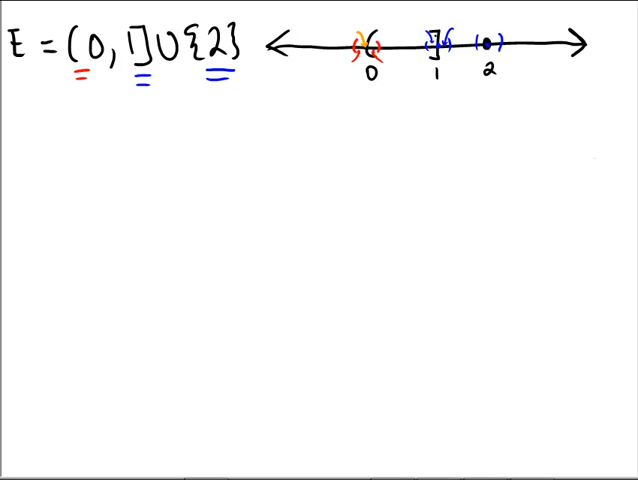 E = (0, 1] ∪ {2}
( ]
0 1 2